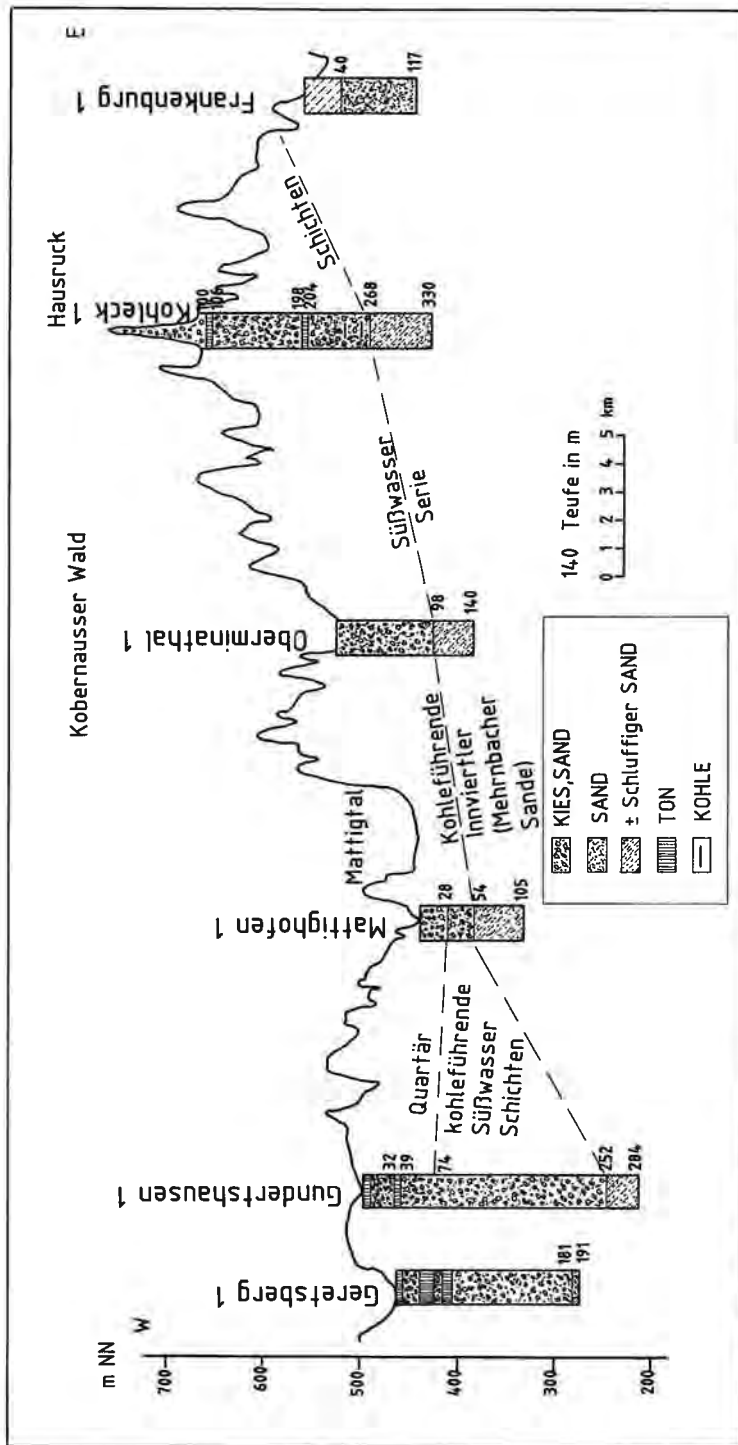 m NN
W
E
700
600
500
400
300
200
Kobernausser Wald
Hausruck
Mattigtal
Geretsberg 1
181
191
Gundertshausen 1
32
39
74
252
284
Mattighofen 1
28
54
105
Oberminathal 1
98
140
Kohleck 1
100
106
198
204
268
330
Frankenburg 1
40
117
Quartär
kohleführende
Süßwasser
Schichten
Kohleführende
Innviertler
(Mehrnbacher
Sande)
Süßwasser
Serie
Schichten
KIES,SAND
SAND
± Schluffiger SAND
TON
KOHLE
140 Teufe in m
0 1 2 3 4 5 km